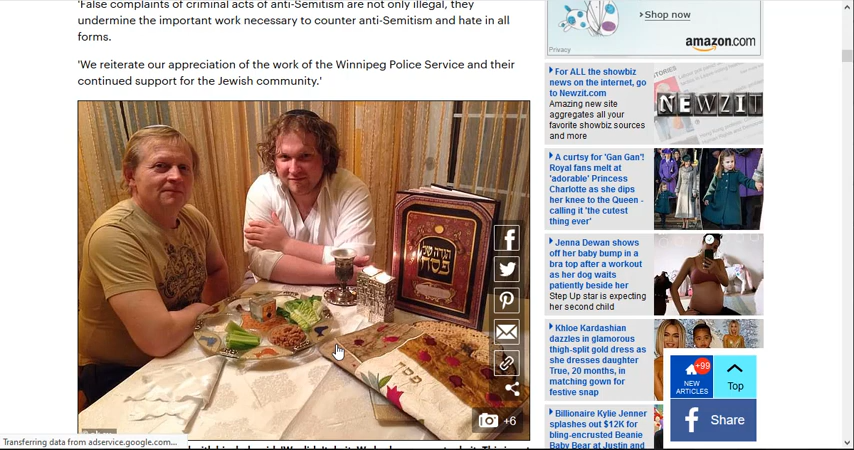 'False complaints of criminal acts of anti-Semitism are not only illegal, they
undermine the important work necessary to counter anti-Semitism and hate in all
forms.
'We reiterate our appreciation of the work of the Winnipeg Police Service and their
continued support for the Jewish community.'
הגדה של
פסח
פסח
+6
Transferring data from adservice.google.com...
Shop now
amazon.com
Privacy
For ALL the showbiz
news on the internet, go
to Newzit.com
Amazing new site
aggregates all your
favorite showbiz sources
and more
NEWZIT
A curtsy for 'Gan Gan'!
Royal fans melt at
'adorable' Princess
Charlotte as she dips
her knee to the Queen -
calling it 'the cutest
thing ever'
Jenna Dewan shows
off her baby bump in a
bra top after a workout
as her dog waits
patiently beside her
Step Up star is expecting
her second child
Khloe Kardashian
dazzles in glamorous
thigh-split gold dress as
she dresses daughter
True, 20 months, in
matching gown for
festive snap
Billionaire Kylie Jenner
splashes out $12K for
bling-encrusted Beanie
Baby Bear at Justin and
+99
NEW
ARTICLES
Top
Share